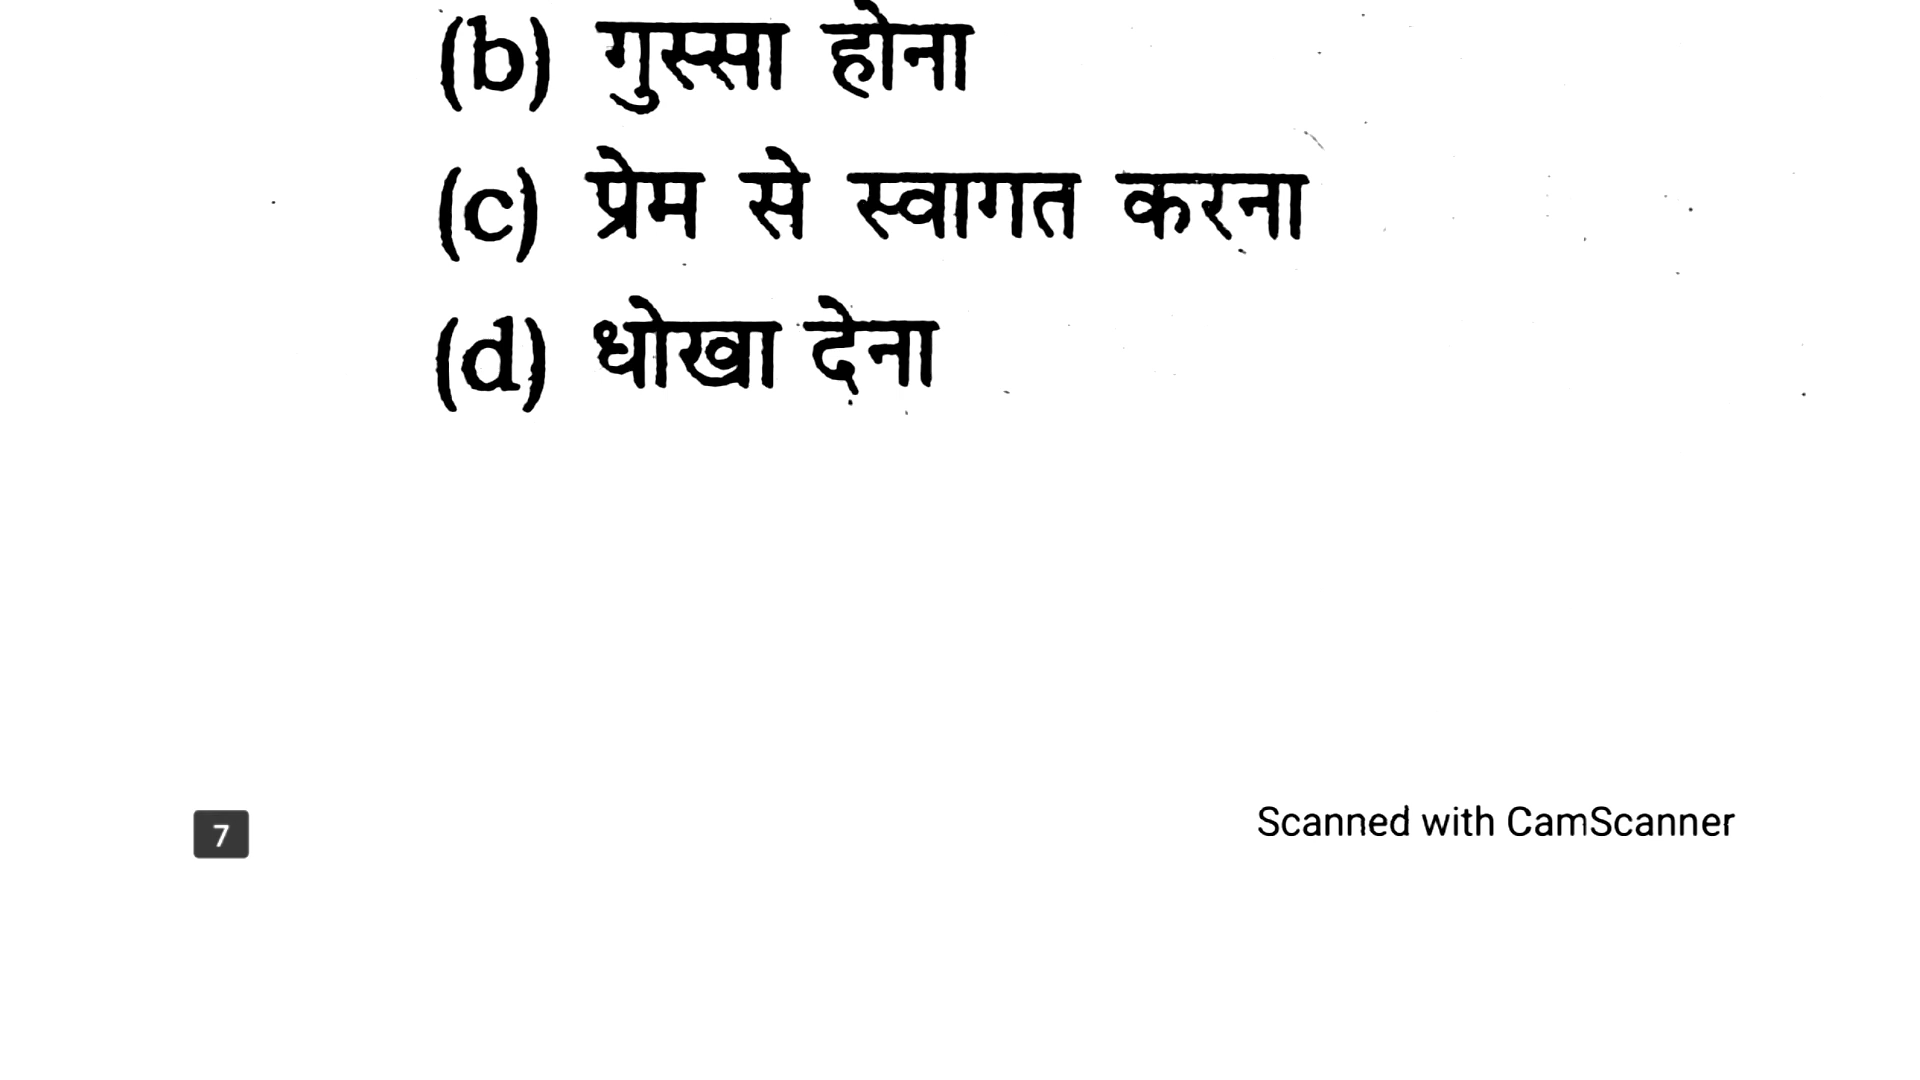 (b) गुस्सा होना
(c) प्रेम से स्वागत करना
(d) धोखा देना
7
Scanned with CamScanner